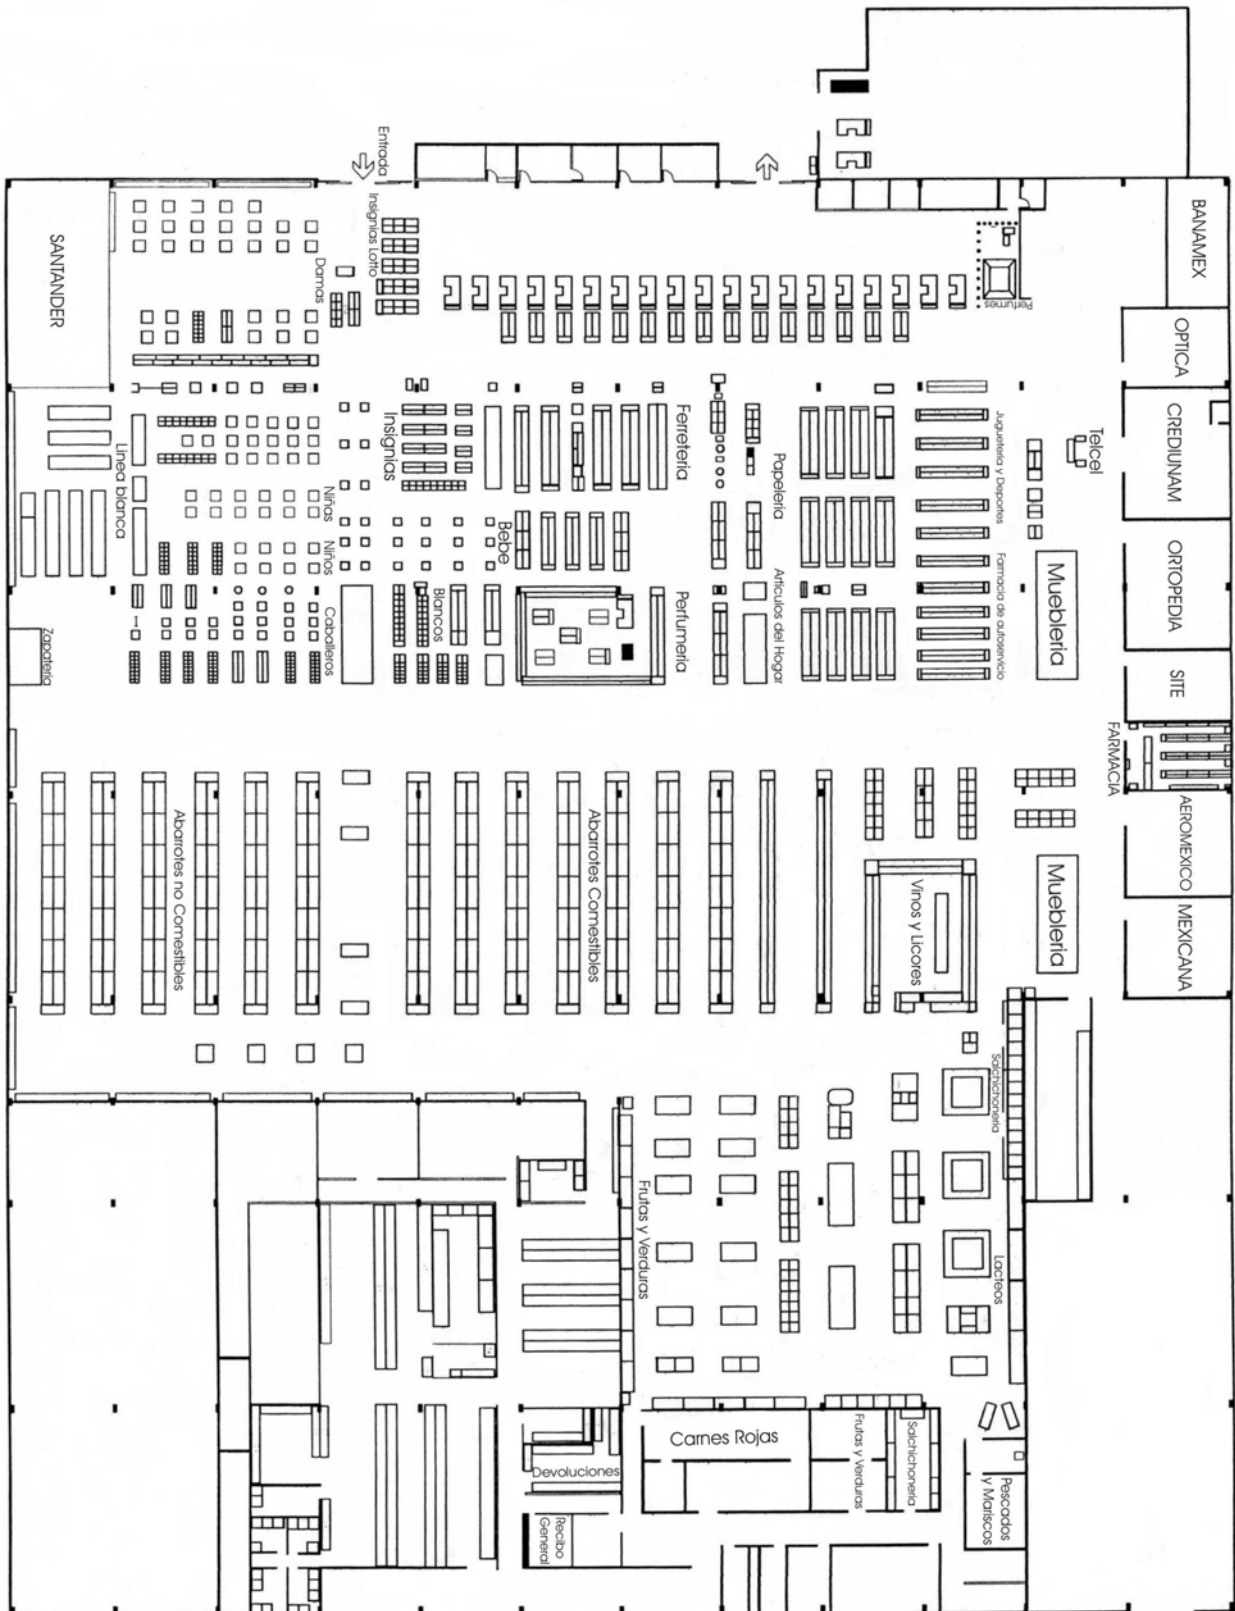 Entrada
BANAMEX
SANTANDER
Insignias Lotto
Damas
Perfumes
OPTICA
CREDIUNAM
Telcel
Jugueteria y Deportes
Ferreteria
Papeleria
Insignias
Linea blanca
Niñas
Niños
Bebe
ORTOPEDIA
Muebleria
Farmacia de autoservicio
Articulos del Hogar
Perfumeria
Blancos
Caballeros
Zapateria
SITE
FARMACIA
AEROMEXICO
MEXICANA
Muebleria
Vinos y Licores
Abarrotes Comestibles
Abarrotes no Comestibles
Salchichoneria
Lacteos
Frutas y Verduras
Carnes Rojas
Frutas y Verduras
Salchichoneria
Pescados
y Mariscos
Devoluciones
Recibo
General